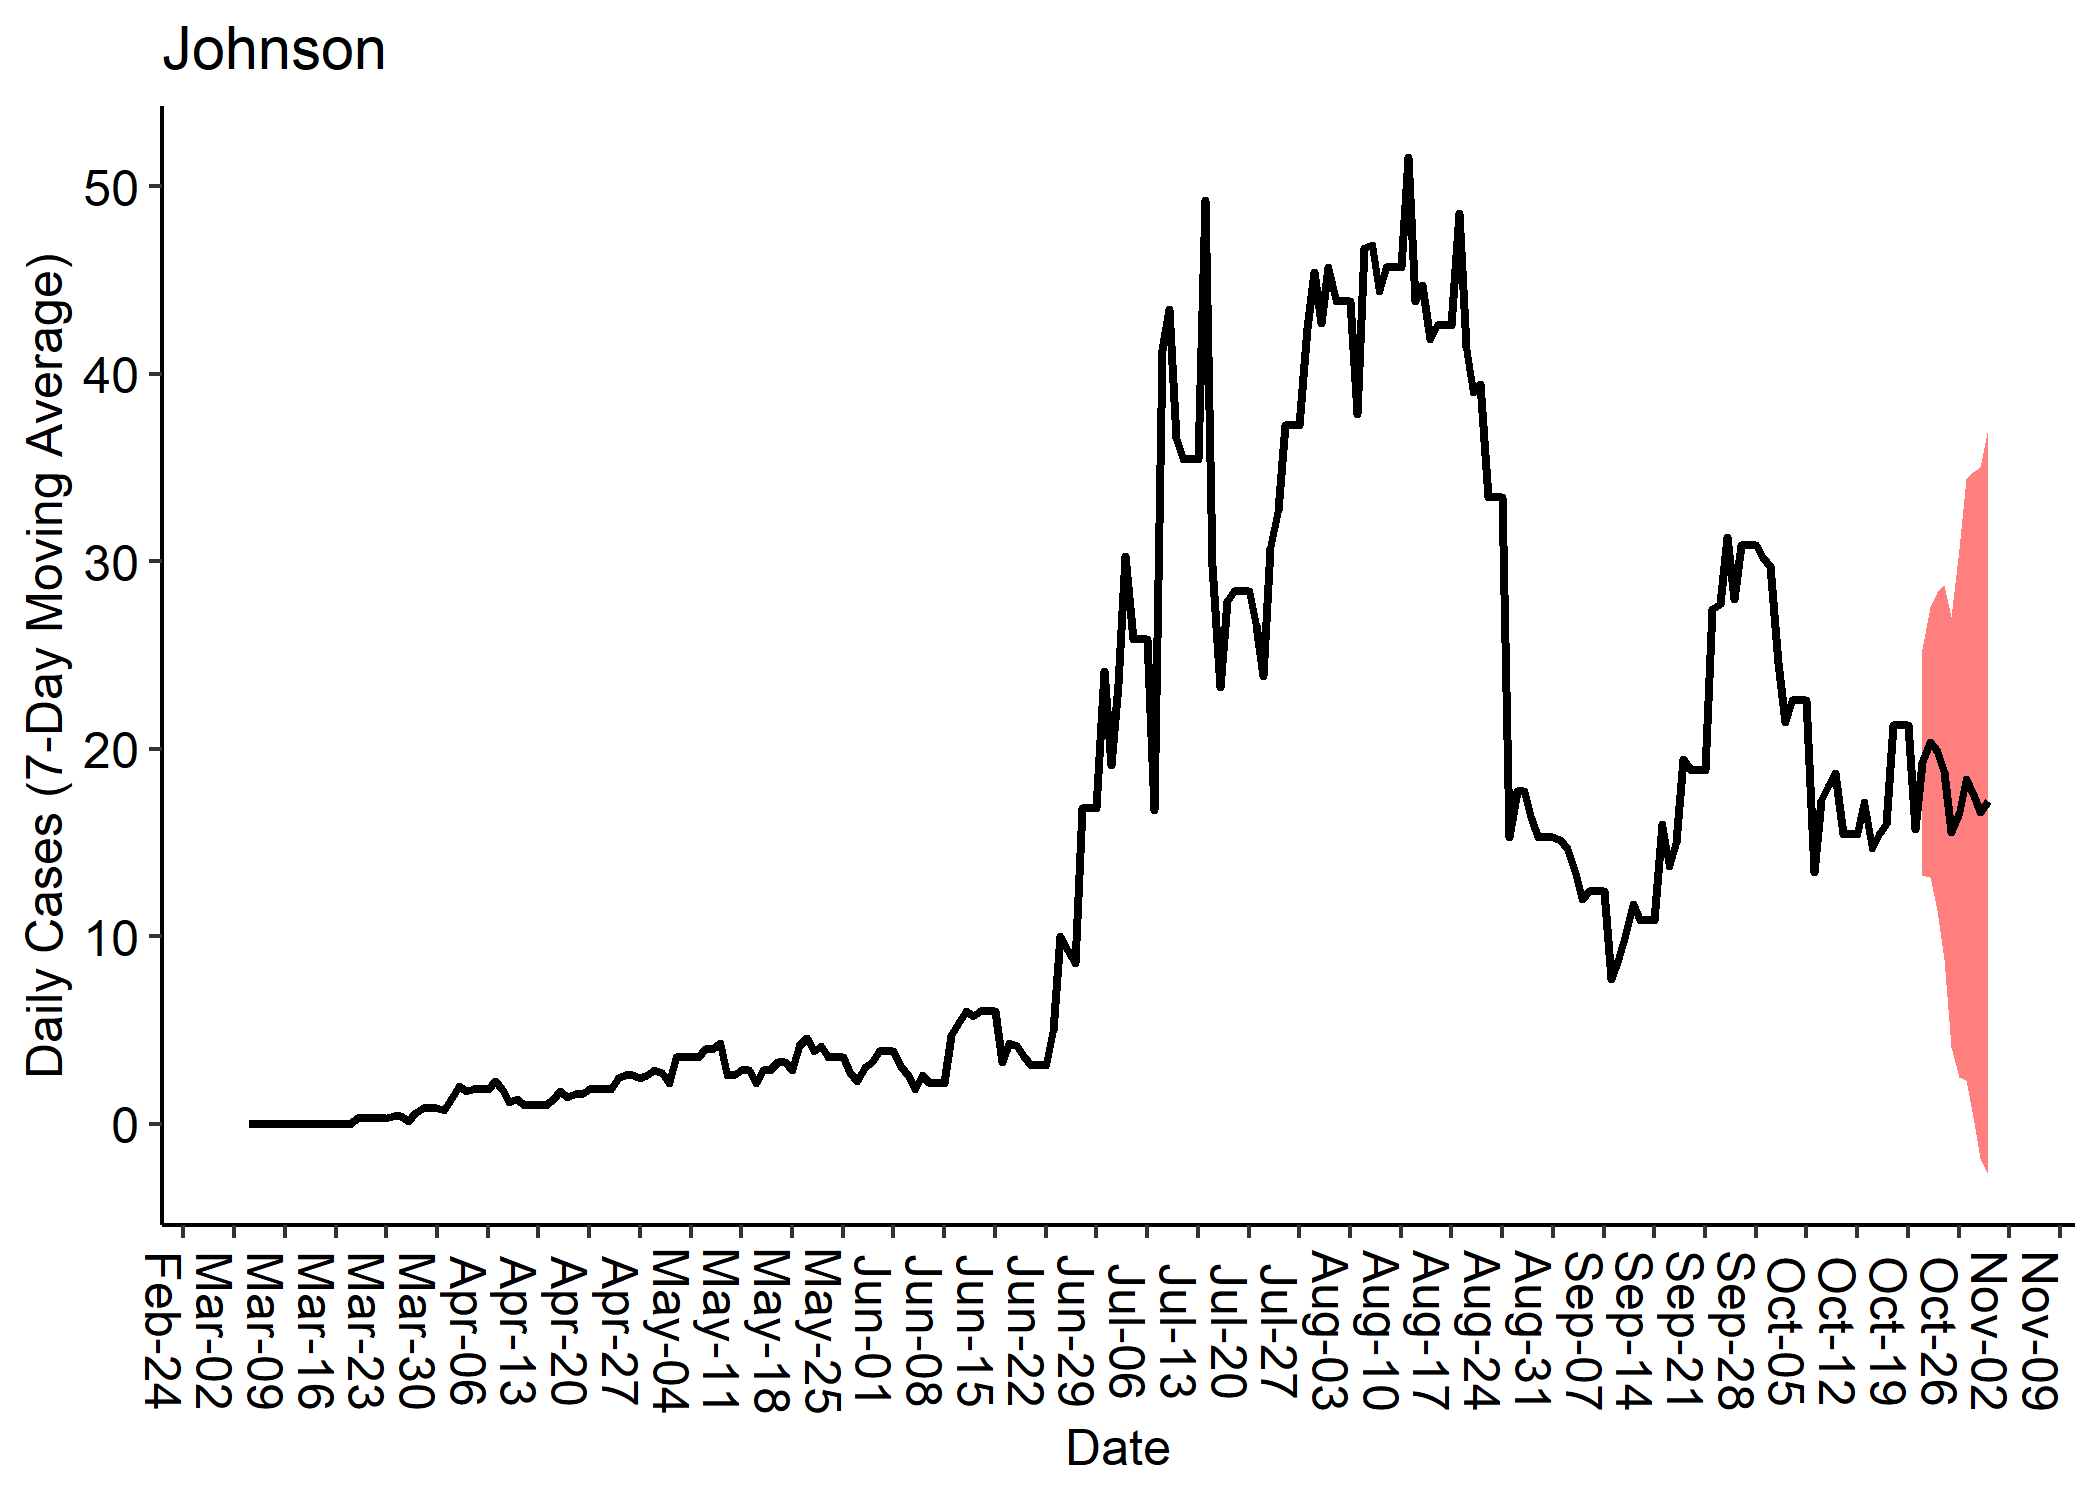 Johnson
Daily Cases (7-Day Moving Average)
50
40
30
20
10
0
Feb-24
Mar-02
Mar-09
Mar-16
Mar-23
Mar-30
Apr-06
Apr-13
Apr-20
Apr-27
May-04
May-11
May-18
May-25
Jun-01
Jun-08
Jun-15
Jun-22
Jun-29
Jul-06
Jul-13
Jul-20
Jul-27
Aug-03
Aug-10
Aug-17
Aug-24
Aug-31
Sep-07
Sep-14
Sep-21
Sep-28
Oct-05
Oct-12
Oct-19
Oct-26
Nov-02
Nov-09
Date